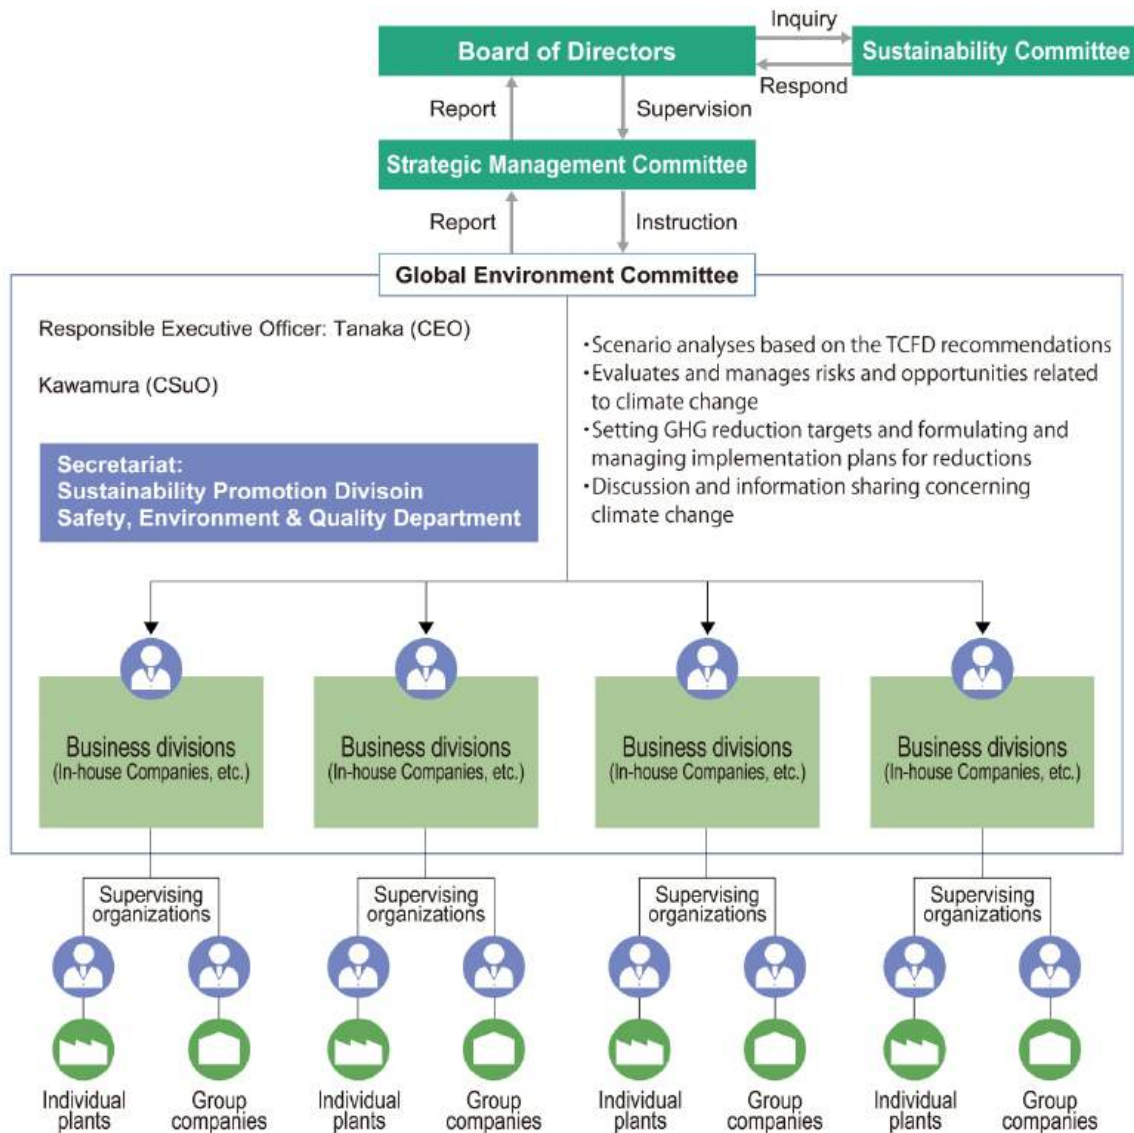 Inquiry
Board of Directors
Sustainability Committee
Respond
Report
Supervision
Strategic Management Committee
Report
Instruction
Global Environment Committee
Responsible Executive Officer: Tanaka (CEO)
Kawamura (CSuO)
・Scenario analyses based on the TCFD recommendations
・Evaluates and manages risks and opportunities related
to climate change
・Setting GHG reduction targets and formulating and
managing implementation plans for reductions
・Discussion and information sharing concerning
climate change
Secretariat:
Sustainability Promotion Divisoin
Safety, Environment & Quality Department
Business divisions
(In-house Companies, etc.)
Business divisions
(In-house Companies, etc.)
Business divisions
(In-house Companies, etc.)
Business divisions
(In-house Companies, etc.)
Supervising
organizations
Supervising
organizations
Supervising
organizations
Supervising
organizations
Individual
plants
Group
companies
Individual
plants
Group
companies
Individual
plants
Group
companies
Individual
plants
Group
companies